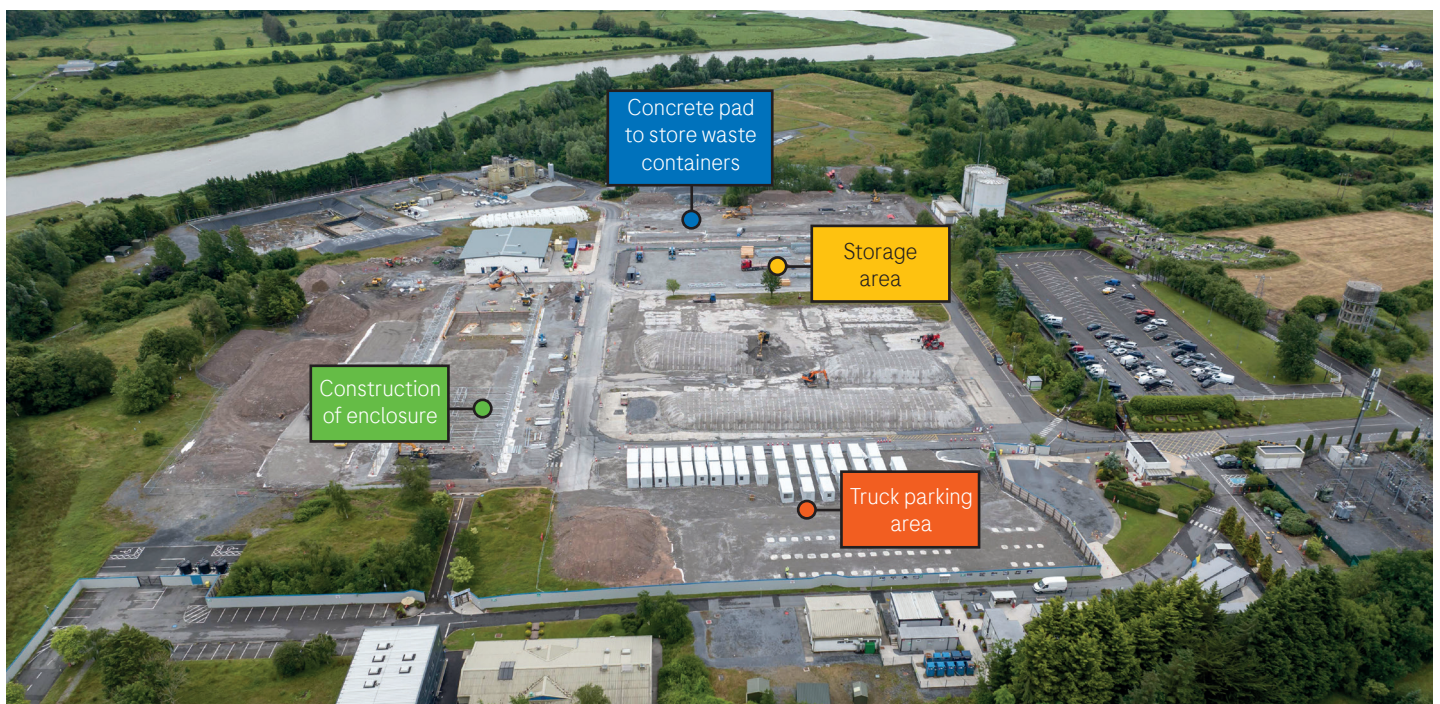 Concrete pad
to store waste
containers
Storage
area
Construction
of enclosure
Truck parking
area